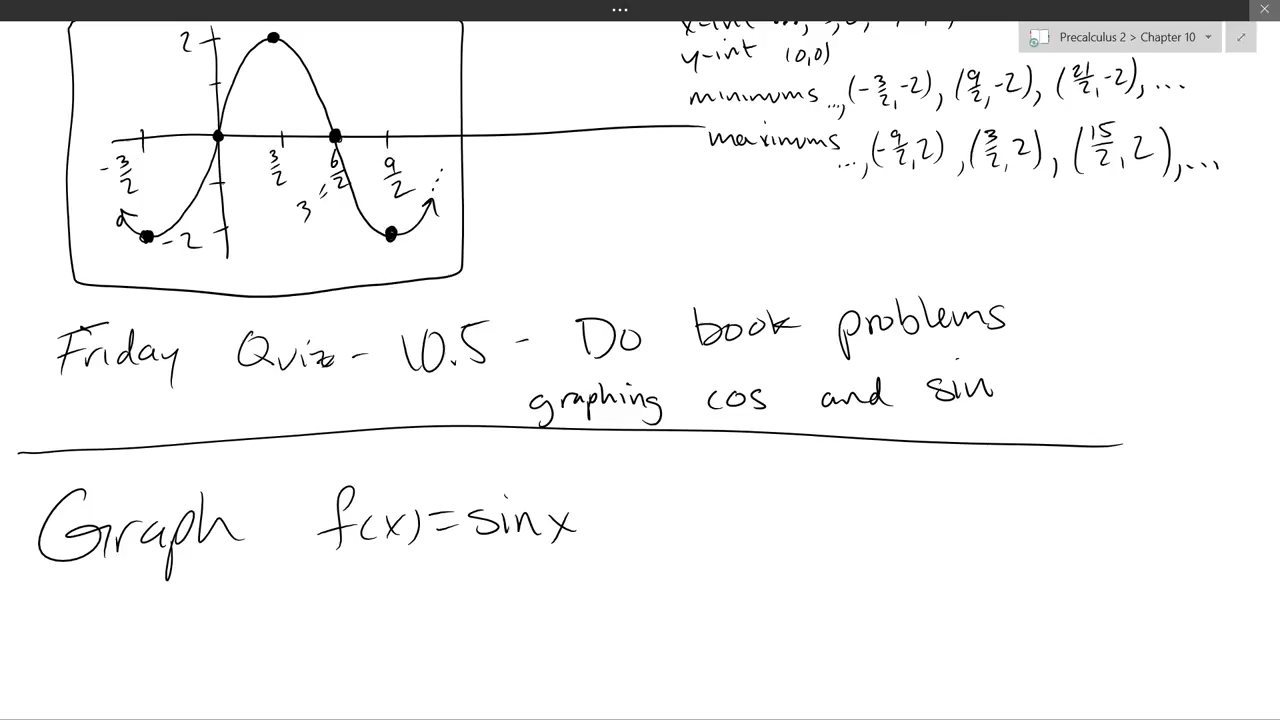 Precalculus 2 > Chapter 10
y-int (0,0)
minimums ..., (-3/2, -2), (9/2, -2), (21/2, -2), ...
maximums ..., (-9/2, 2), (3/2, 2), (15/2, 2), ...
2
-3/2
3/2
3 = 6/2
9/2
...
-2
Friday Quiz - 10.5 - Do book problems
graphing cos and sin
Graph f(x)=sinx